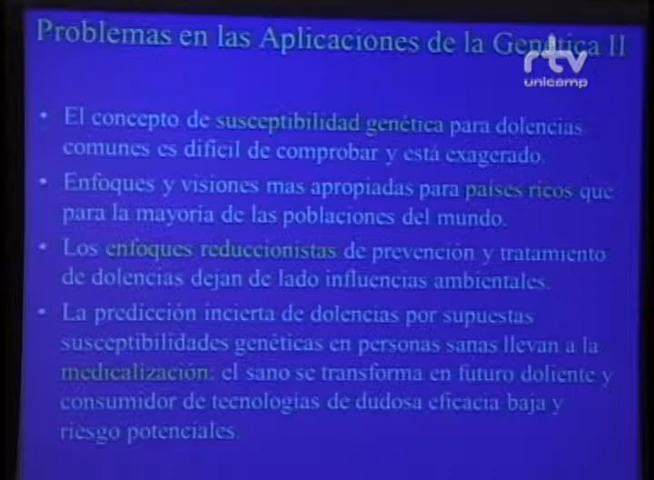 Problemas en las Aplicaciones de la Genética II
rtv
unicamp
• El concepto de susceptibilidad genética para dolencias
comunes es dificil de comprobar y está exagerado.
• Enfoques y visiones mas apropiadas para países ricos que
para la mayoría de las poblaciones del mundo.
• Los enfoques reduccionistas de prevención y tratamiento
de dolencias dejan de lado influencias ambientales.
• La predicción incierta de dolencias por supuestas
susceptibilidades genéticas en personas sanas llevan a la
medicalización: el sano se transforma en futuro doliente y
consumidor de tecnologías de dudosa eficacia baja y
riesgo potenciales.